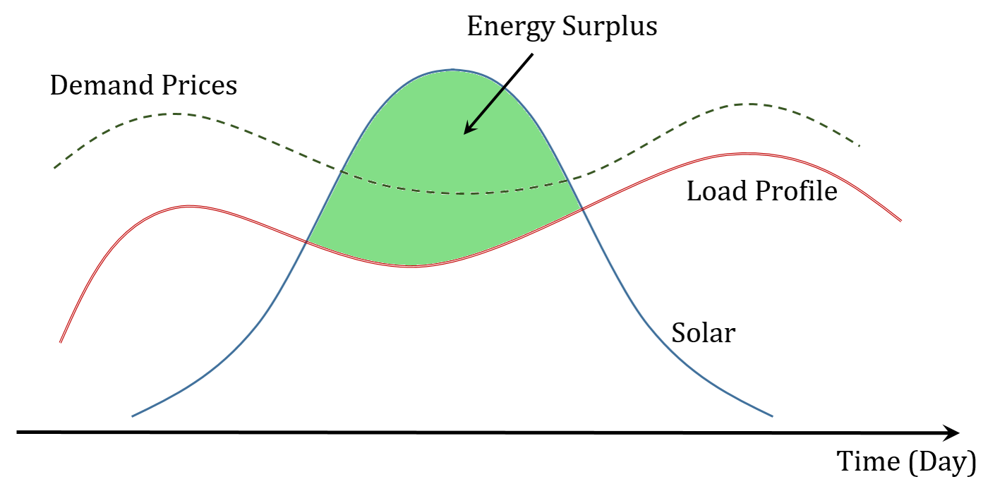 Energy Surplus
Demand Prices
Load Profile
Solar
Time (Day)